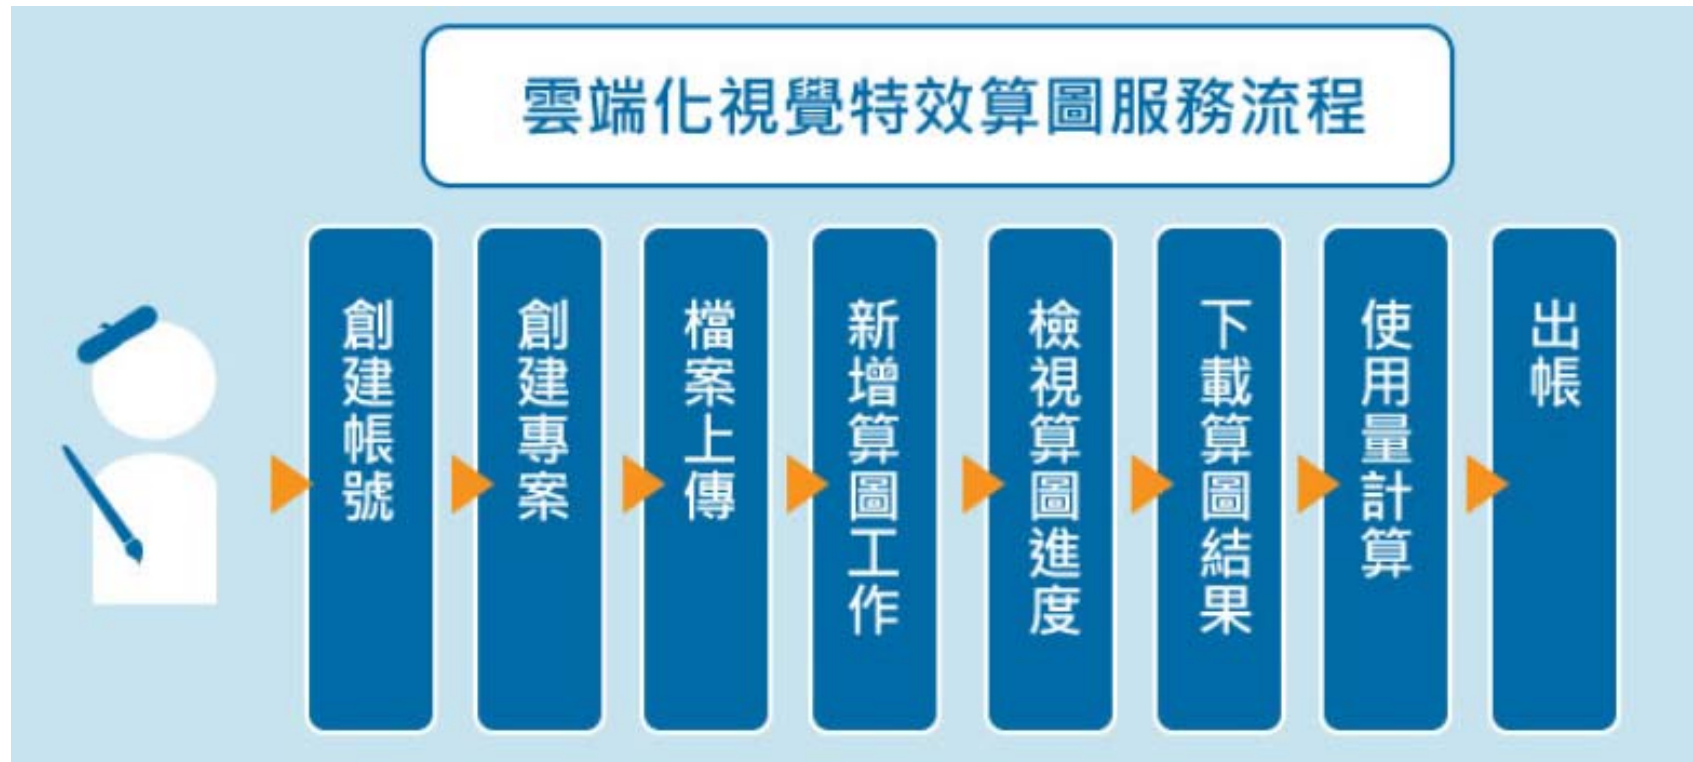 雲端化視覺特效算圖服務流程
創建帳號
創建專案
檔案上傳
新增算圖工作
檢視算圖進度
下載算圖結果
使用量計算
出帳